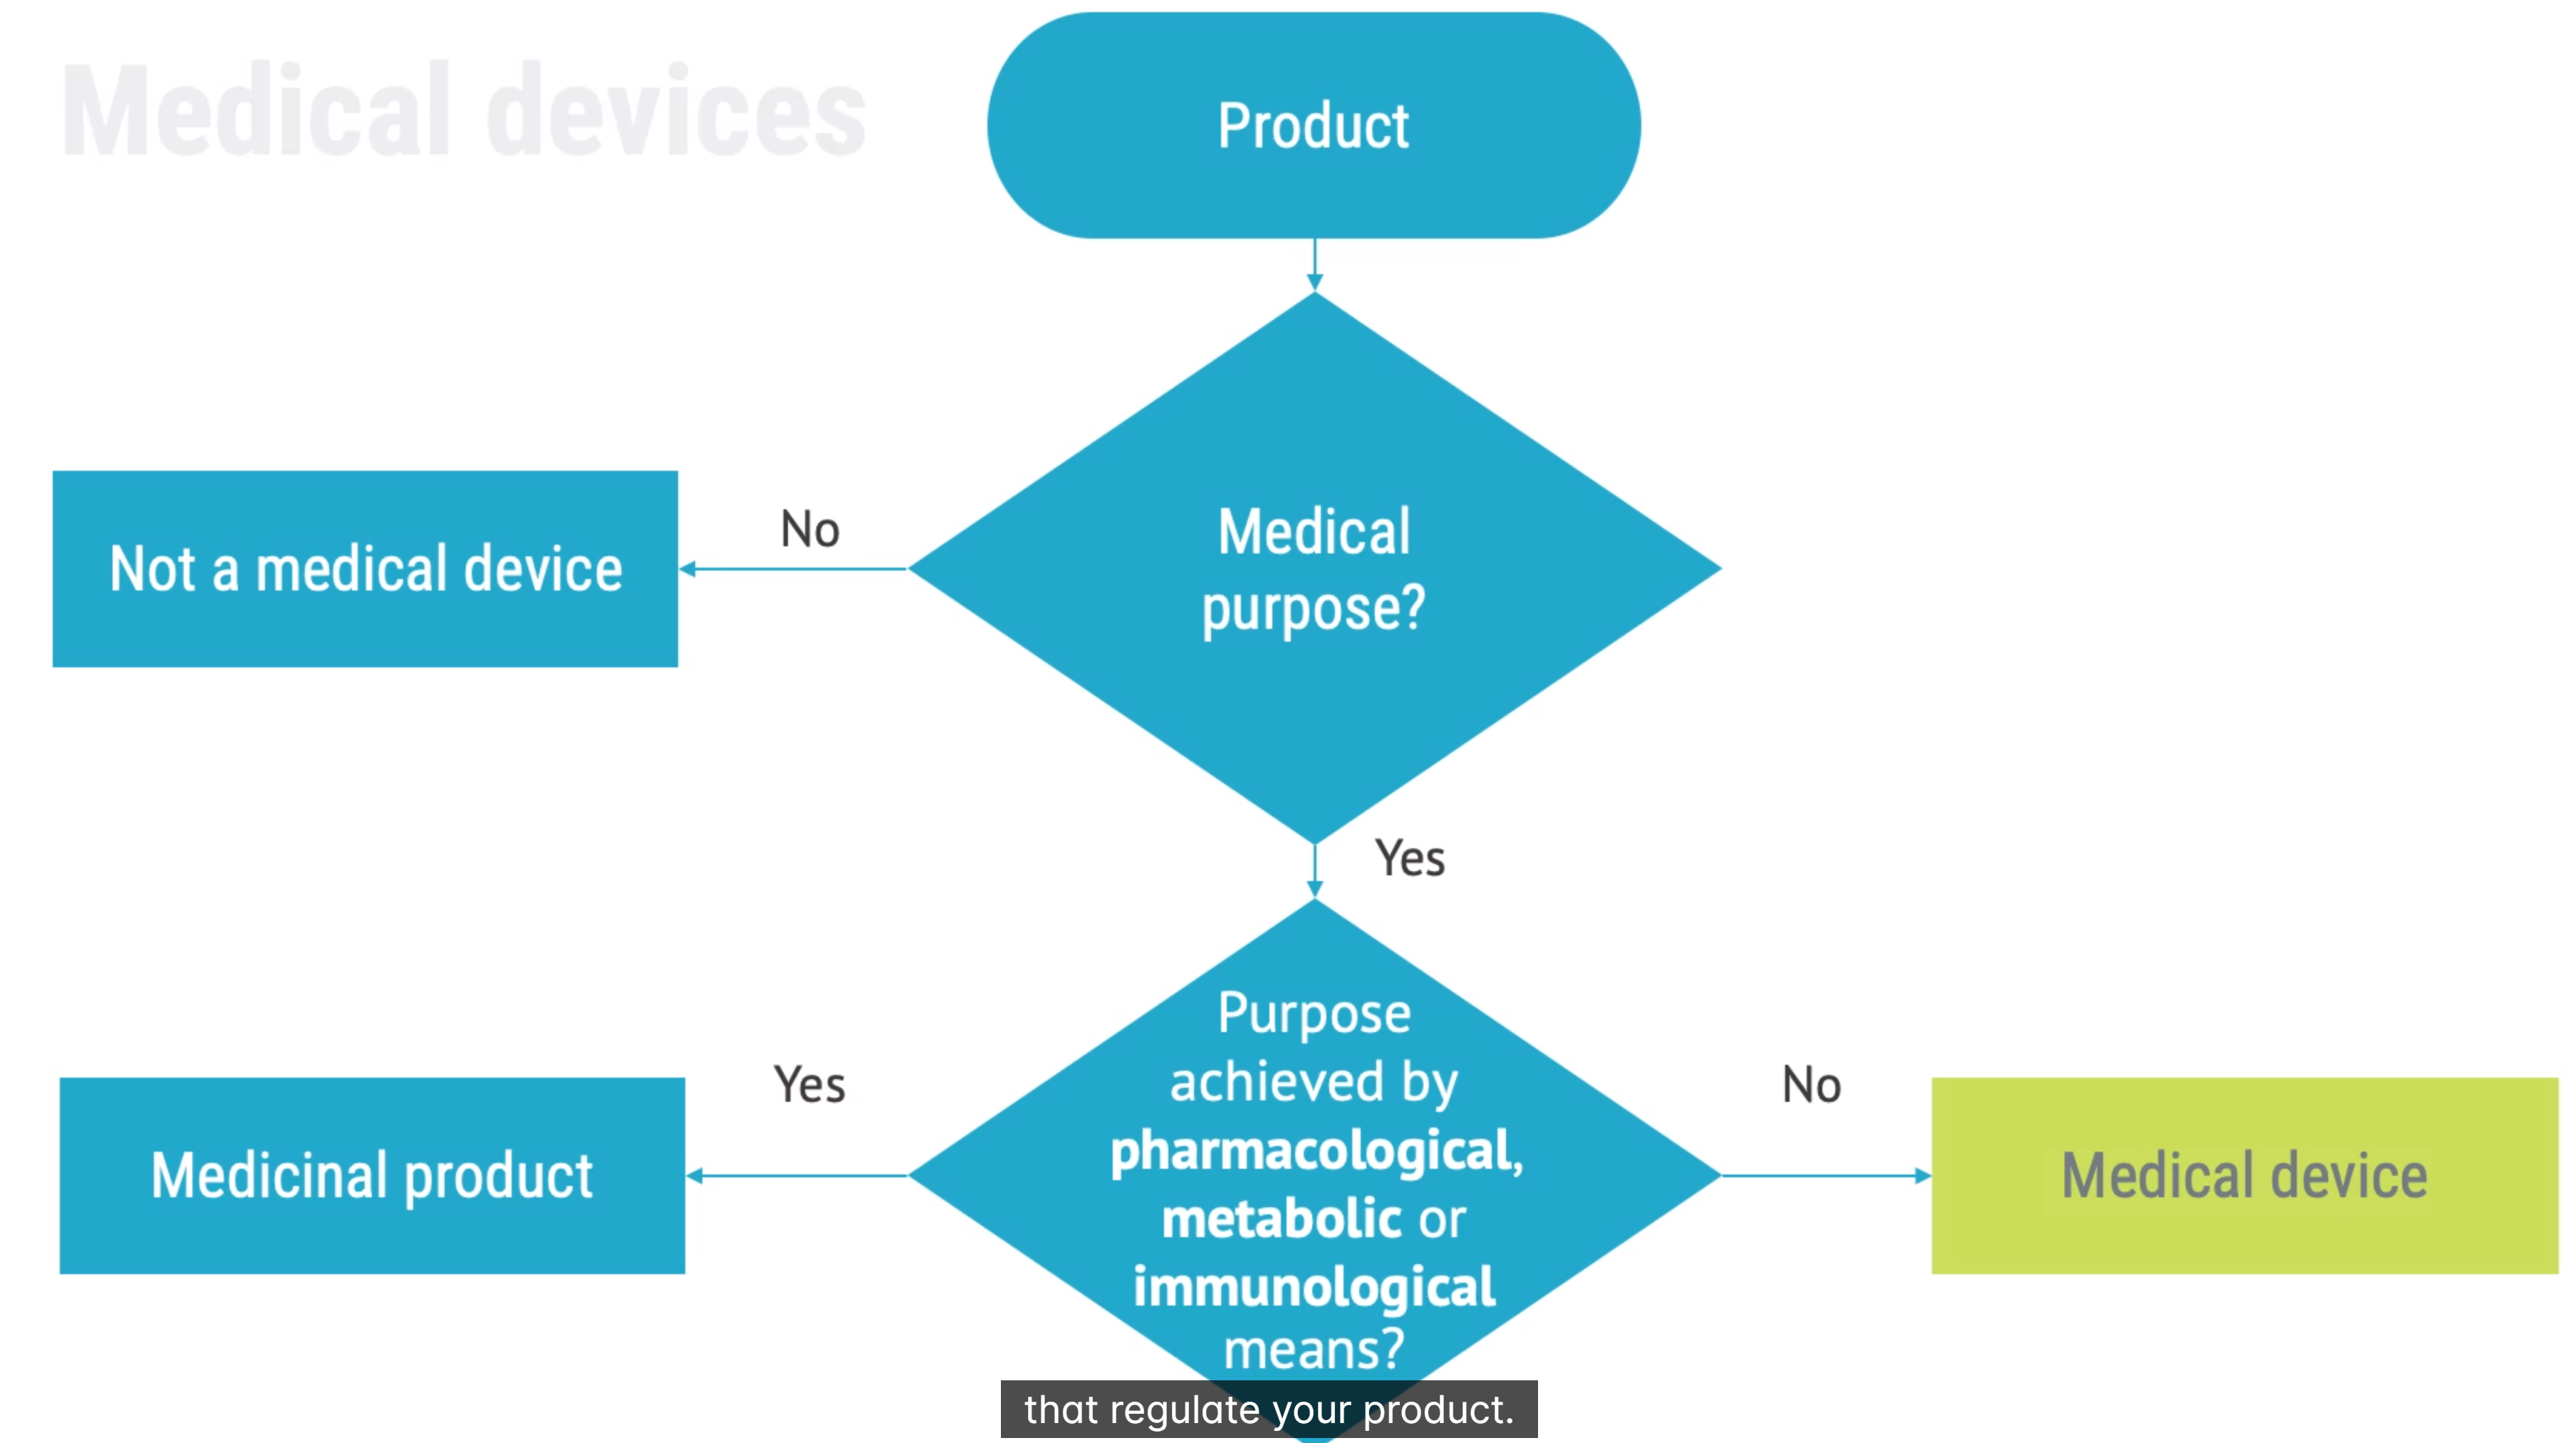 Medical devices
Product
Medical
purpose?
No
Not a medical device
Yes
Purpose
achieved by
pharmacological,
metabolic or
immunological
means?
Yes
Medicinal product
No
Medical device
that regulate your product.